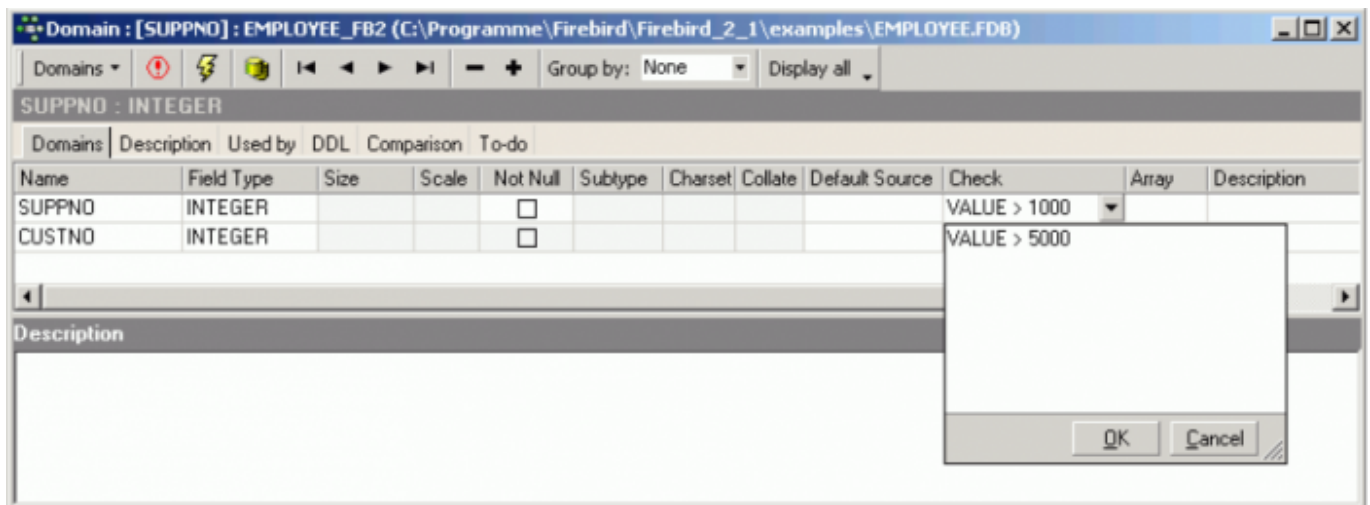 Domain : [SUPPNO] : EMPLOYEE_FB2 (C:\Programme\Firebird\Firebird_2_1\examples\EMPLOYEE.FDB)
Domains Group by: None Display all
SUPPNO : INTEGER
Domains Description Used by DDL Comparison To-do
Name Field Type Size Scale Not Null Subtype Charset Collate Default Source Check Array Description
SUPPNO INTEGER VALUE > 1000
CUSTNO INTEGER VALUE > 5000
Description
OK Cancel